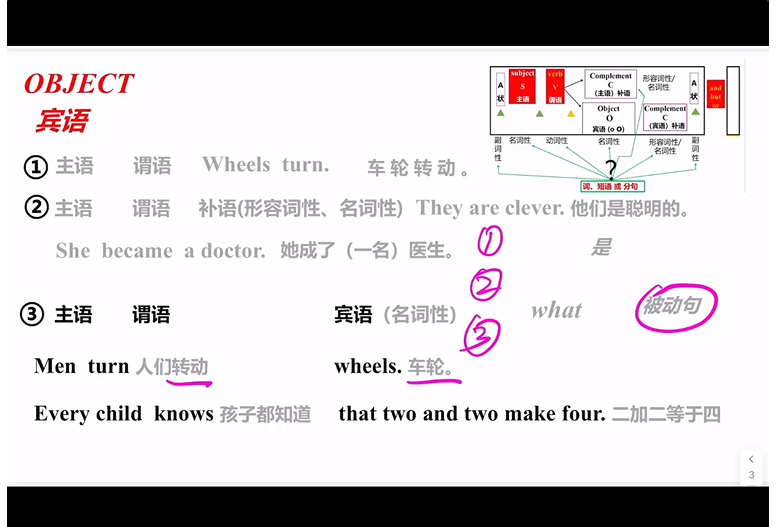 OBJECT
宾语
subject
S
主语
verb
V
谓语
Complement
C
（主语）补语
形容词性/
名词性
A
状
Object
O
宾语 (o O)
Complement
C
（宾语）补语
A
状
and
but
or
副
词
性
名词性
动词性
名词性
形容词性/
名词性
副
词
性
?
词、短语 或 分句
① 主语 谓语 Wheels turn. 车轮转动。
② 主语 谓语 补语(形容词性、名词性) They are clever. 他们是聪明的。
She became a doctor. 她成了（一名）医生。 ① 是
②
③ 主语 谓语 宾语（名词性） what 被动句
③
Men turn 人们转动 wheels. 车轮。
Every child knows 孩子都知道 that two and two make four. 二加二等于四
<
3